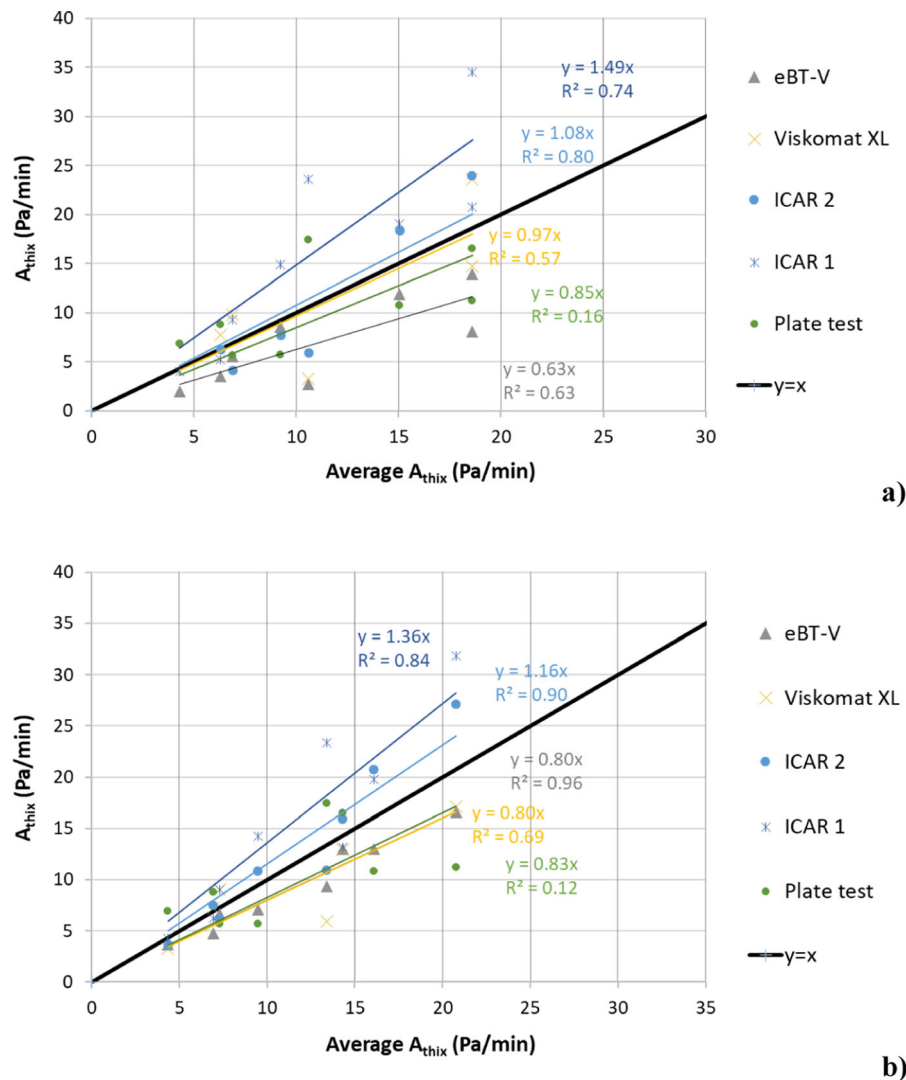 40
35
30
25
20
15
10
5
0
A_thix (Pa/min)
y = 1.49x
R² = 0.74
y = 1.08x
R² = 0.80
y = 0.97x
R² = 0.57
y = 0.85x
R² = 0.16
y = 0.63x
R² = 0.63
0 5 10 15 20 25 30
Average A_thix (Pa/min)
eBT-V
Viskomat XL
ICAR 2
ICAR 1
Plate test
y=x
a)
40
35
30
25
20
15
10
5
0
A_thix (Pa/min)
y = 1.36x
R² = 0.84
y = 1.16x
R² = 0.90
y = 0.80x
R² = 0.96
y = 0.80x
R² = 0.69
y = 0.83x
R² = 0.12
0 5 10 15 20 25 30 35
Average A_thix (Pa/min)
eBT-V
Viskomat XL
ICAR 2
ICAR 1
Plate test
y=x
b)